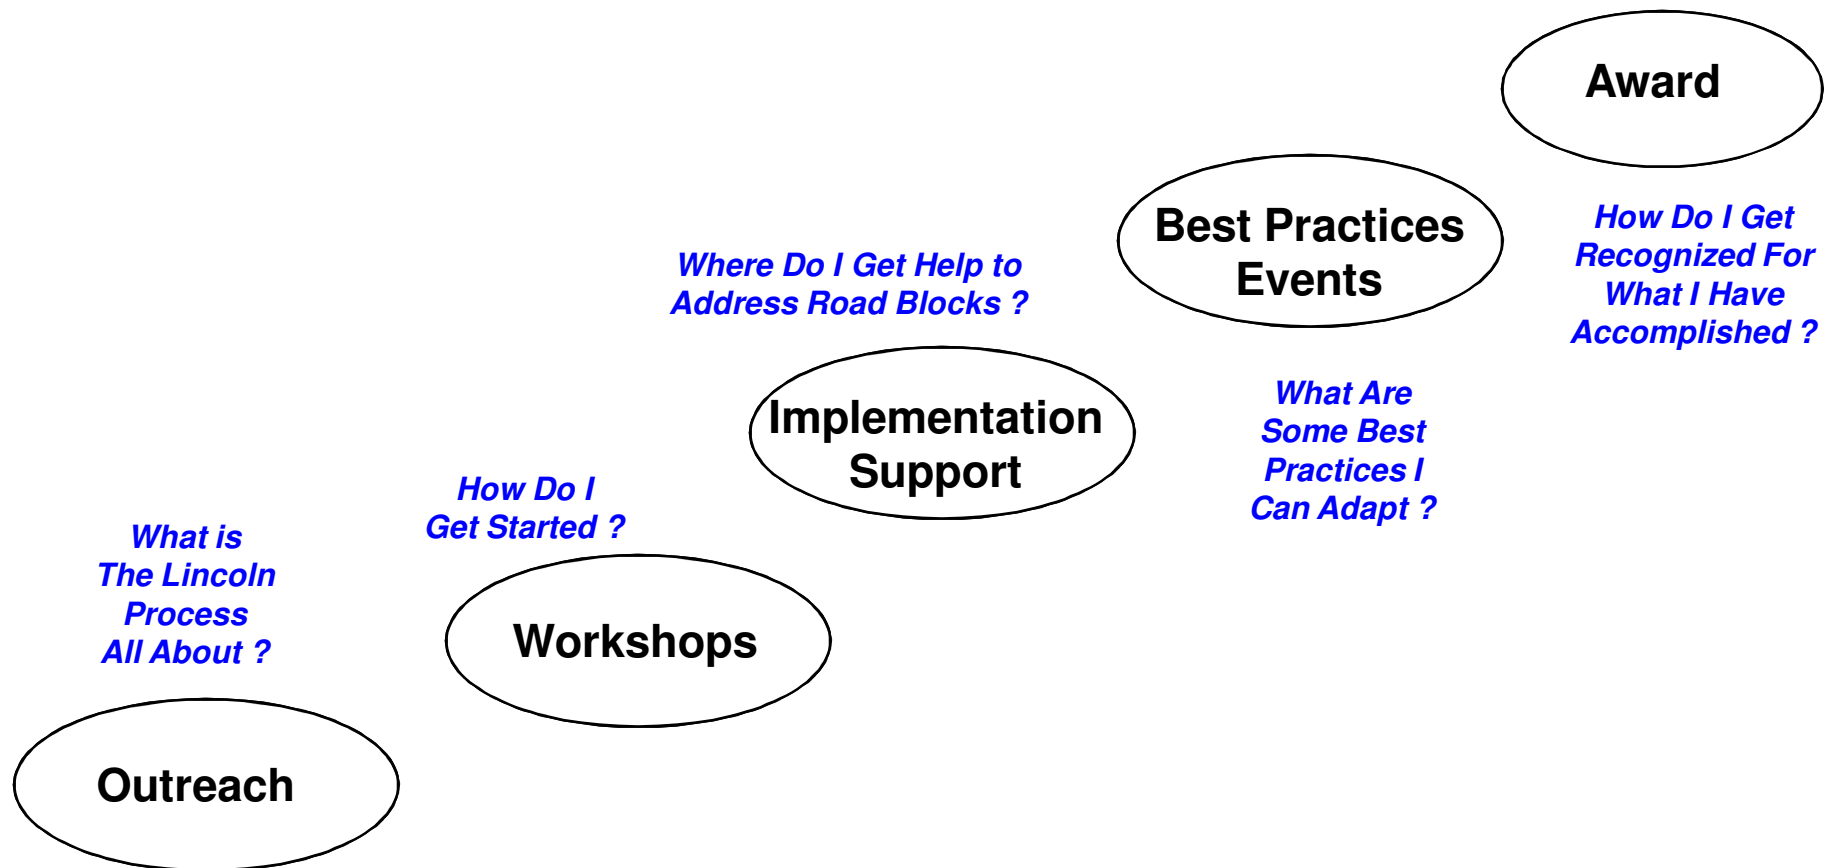 Award
How Do I Get
Recognized For
What I Have
Accomplished ?
Best Practices
Events
What Are
Some Best
Practices I
Can Adapt ?
Where Do I Get Help to
Address Road Blocks ?
Implementation
Support
How Do I
Get Started ?
Workshops
What is
The Lincoln
Process
All About ?
Outreach